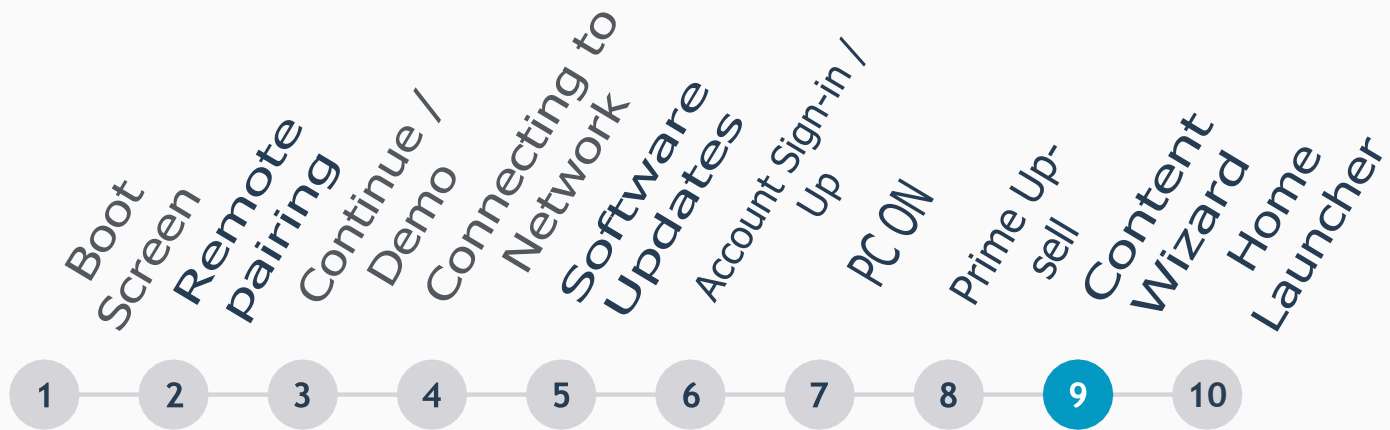 Boot
Screen
Remote
pairing
Continue /
Demo
Connecting to
Network
Software
Updates
Account Sign-in /
Up
PC ON
Prime Up-
sell
Content
Wizard
Home
Launcher
1 2 3 4 5 6 7 8 9 10